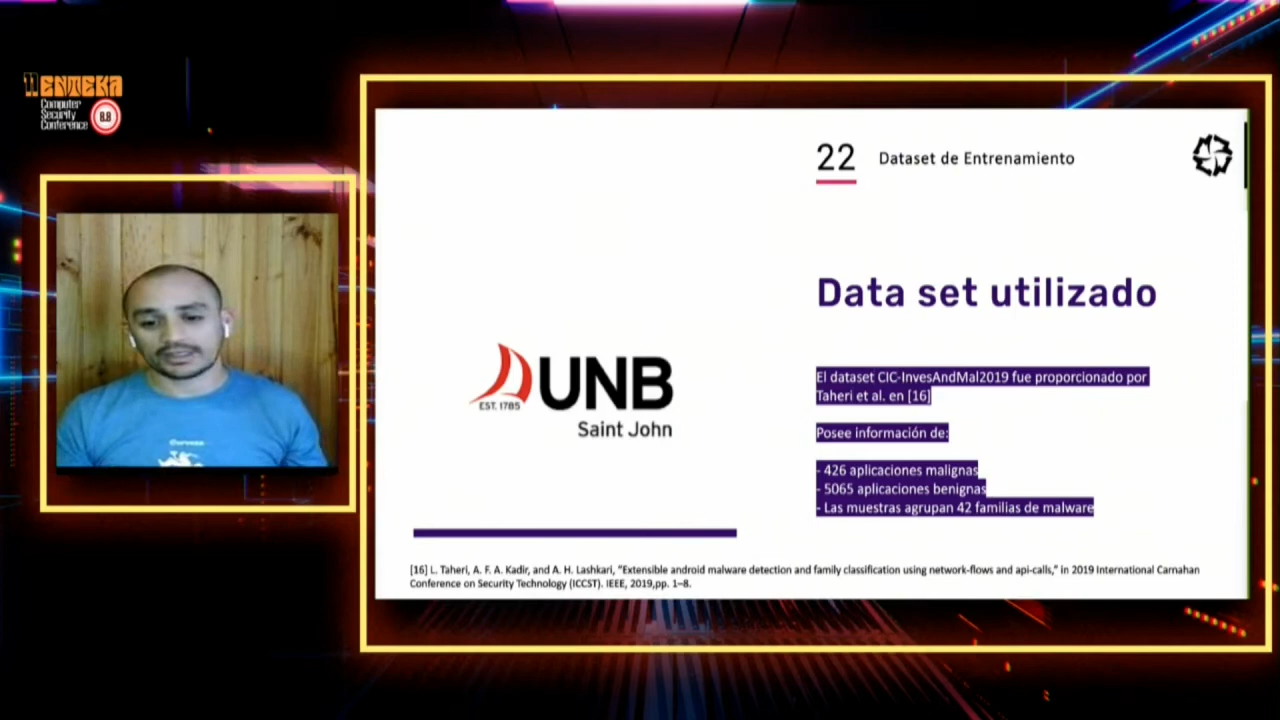 11ENTEKA
Computer
Security
Conference
8.8
22 Dataset de Entrenamiento
Data set utilizado
El dataset CIC-InvesAndMal2019 fue proporcionado por
Taheri et al. en [16]
Posee información de:
- 426 aplicaciones malignas
- 5065 aplicaciones benignas
- Las muestras agrupan 42 familias de malware
EST. 1785 UNB
Saint John
[16] L. Taheri, A. F. A. Kadir, and A. H. Lashkari, "Extensible android malware detection and family classification using network-flows and api-calls," in 2019 International Carnahan
Conference on Security Technology (ICCST). IEEE, 2019,pp. 1–8.